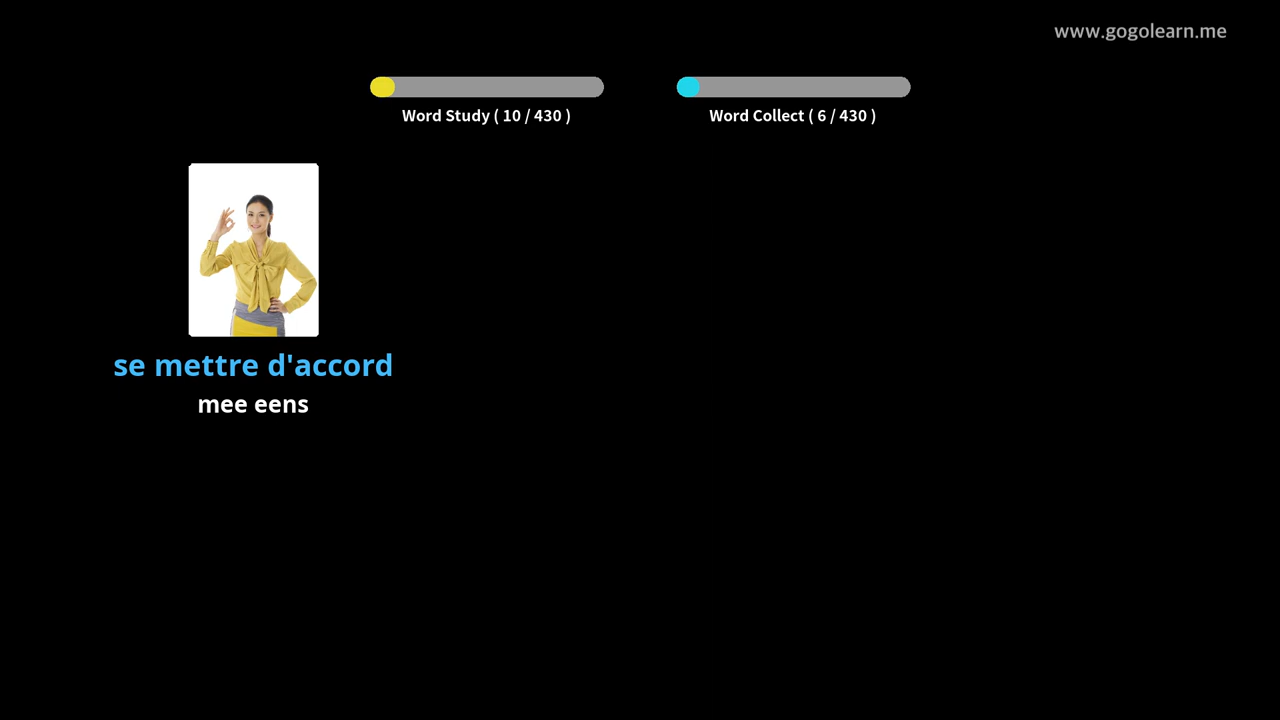 www.gogolearn.me
Word Study ( 10 / 430 )
Word Collect ( 6 / 430 )
se mettre d'accord
mee eens